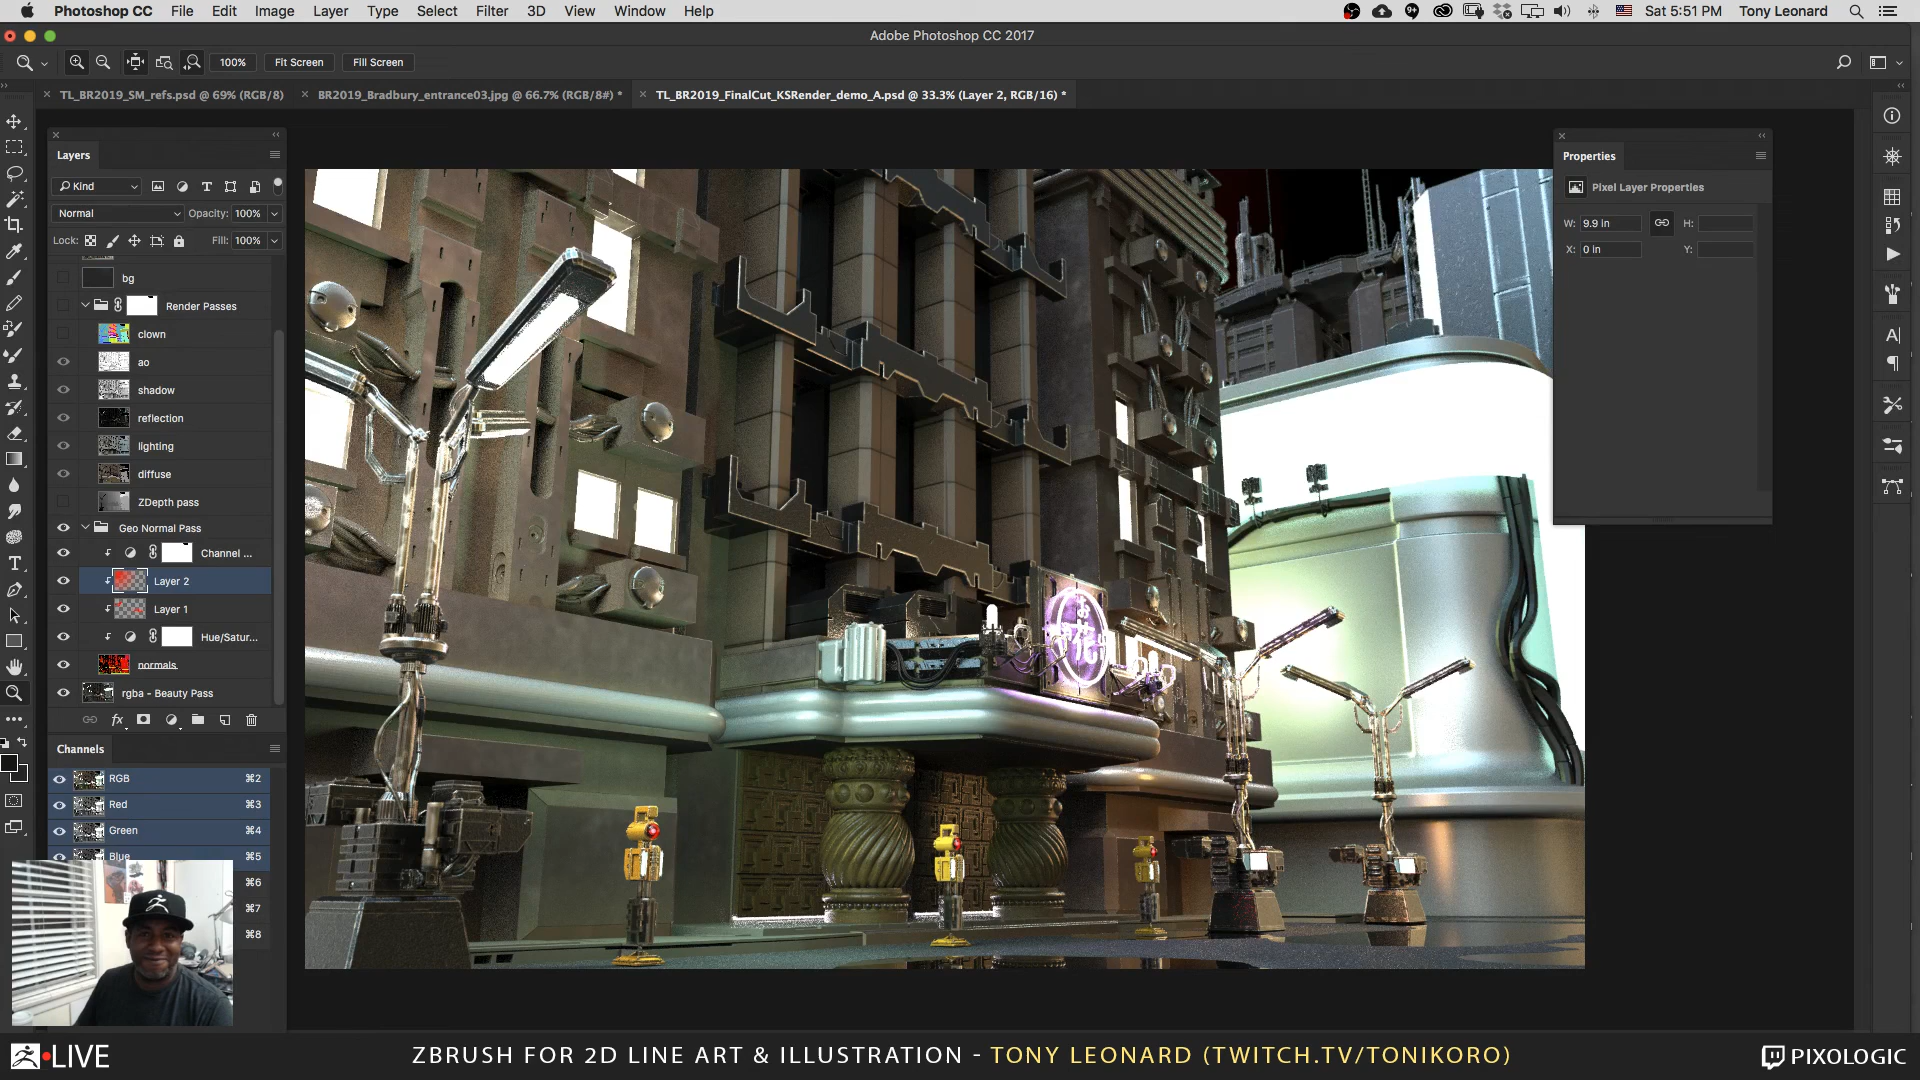 Photoshop CC File Edit Image Layer Type Select Filter 3D View Window Help
9+ Sat 5:51 PM Tony Leonard
Adobe Photoshop CC 2017
100% Fit Screen Fill Screen
TL_BR2019_SM_refs.psd @ 69% (RGB/8)
BR2019_Bradbury_entrance03.jpg @ 66.7% (RGB/8#) *
TL_BR2019_FinalCut_KSRender_demo_A.psd @ 33.3% (Layer 2, RGB/16) *
Layers
Kind
Normal Opacity: 100%
Lock: Fill: 100%
bg
Render Passes
clown
ao
shadow
reflection
lighting
diffuse
ZDepth pass
Geo Normal Pass
Channel ...
Layer 2
Layer 1
Hue/Satur...
normals
rgba - Beauty Pass
fx
Channels
RGB ⌘2
Red ⌘3
Green ⌘4
Blue ⌘5
⌘6
⌘7
⌘8
Properties
Pixel Layer Properties
W: 9.9 in H:
X: 0 in Y:
LIVE
ZBRUSH FOR 2D LINE ART & ILLUSTRATION - TONY LEONARD (TWITCH.TV/TONIKORO)
PIXOLOGIC